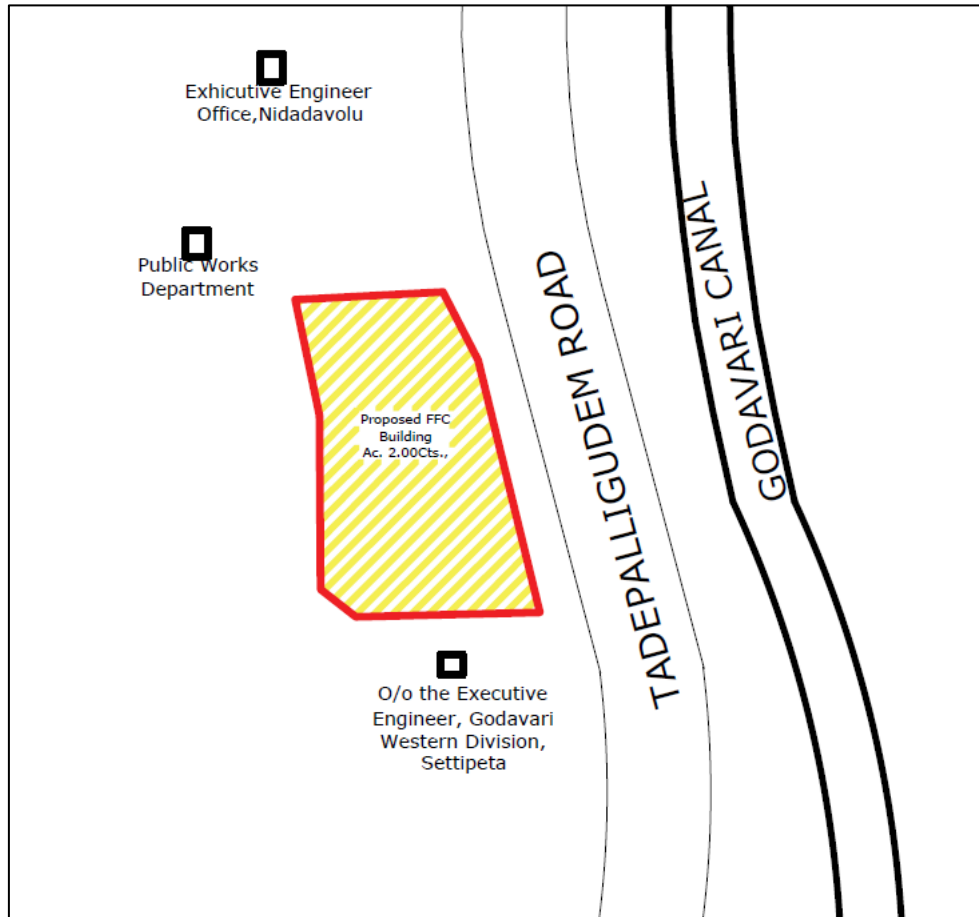 Exhicutive Engineer
Office,Nidadavolu
Public Works
Department
Proposed FFC
Building
Ac. 2.00Cts.,
TADEPALLIGUDEM ROAD
GODAVARI CANAL
O/o the Executive
Engineer, Godavari
Western Division,
Settipeta